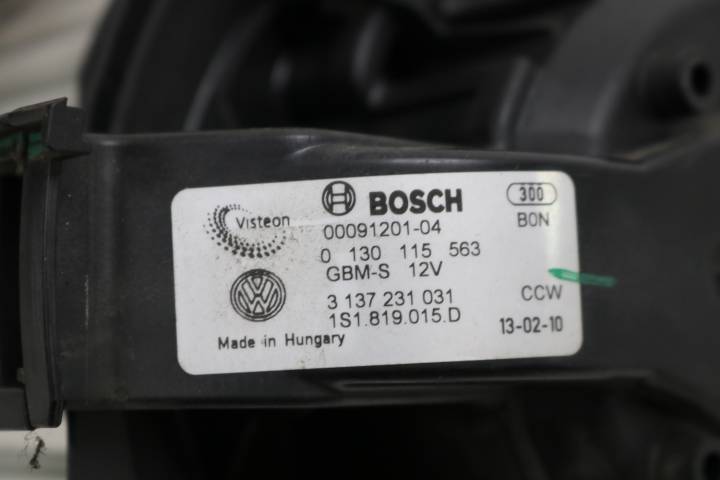 Visteon
BOSCH
300
BON
00091201-04
0 130 115 563
GBM-S 12V
3 137 231 031
CCW
1S1.819.015.D
13-02-10
Made in Hungary